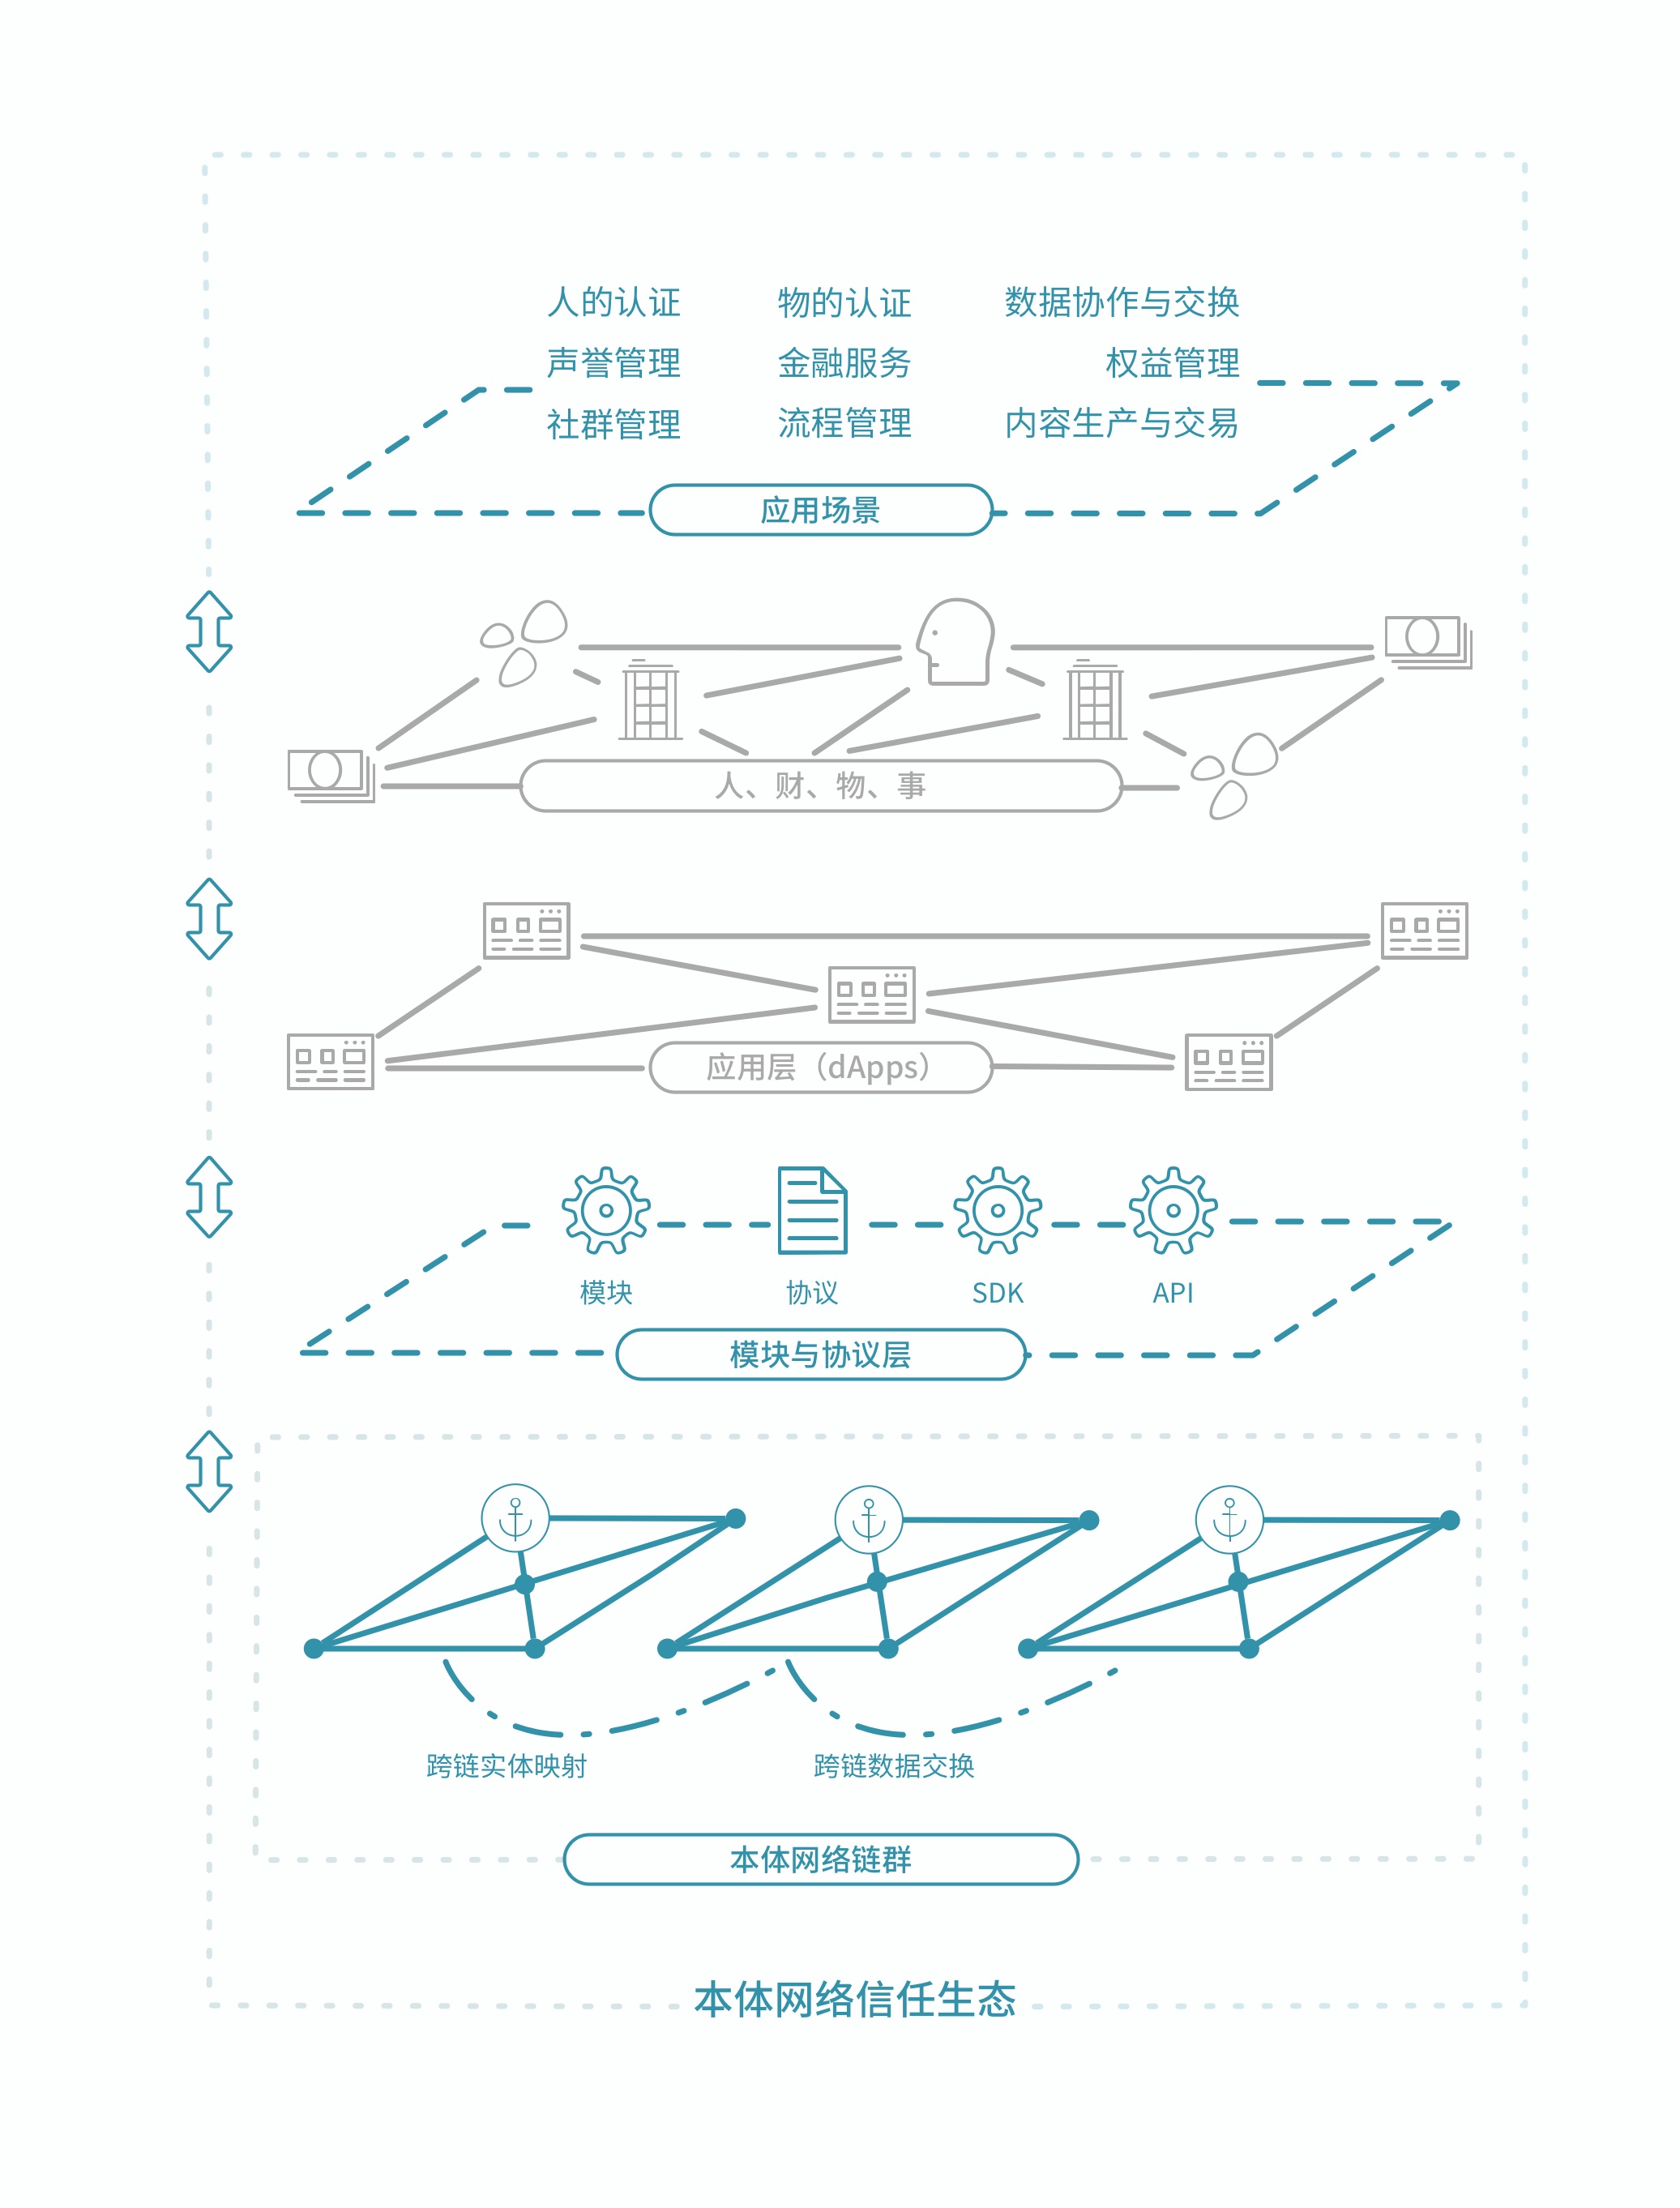 人的认证 物的认证 数据协作与交换
声誉管理 金融服务 权益管理
社群管理 流程管理 内容生产与交易
应用场景
人、财、物、事
应用层（dApps）
模块 协议 SDK API
模块与协议层
跨链实体映射 跨链数据交换
本体网络链群
本体网络信任生态